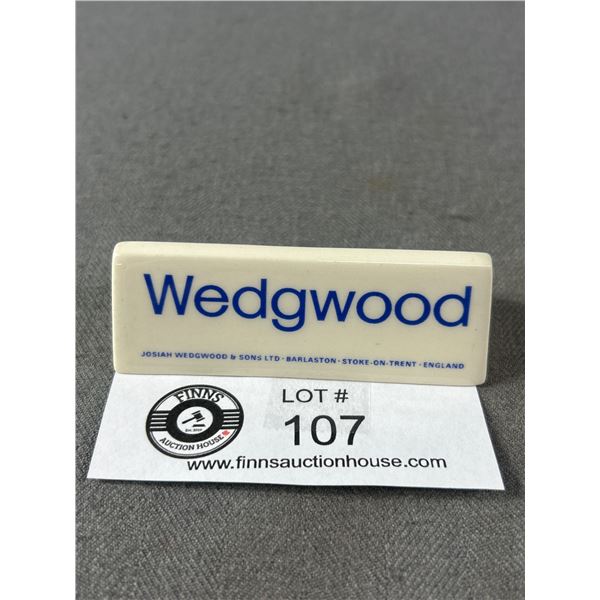 Wedgwood
JOSIAH WEDGWOOD & SONS LTD · BARLASTON · STOKE-ON-TRENT · ENGLAND
FINNS
AUCTION HOUSE
LOT #
107
www.finnsauctionhouse.com